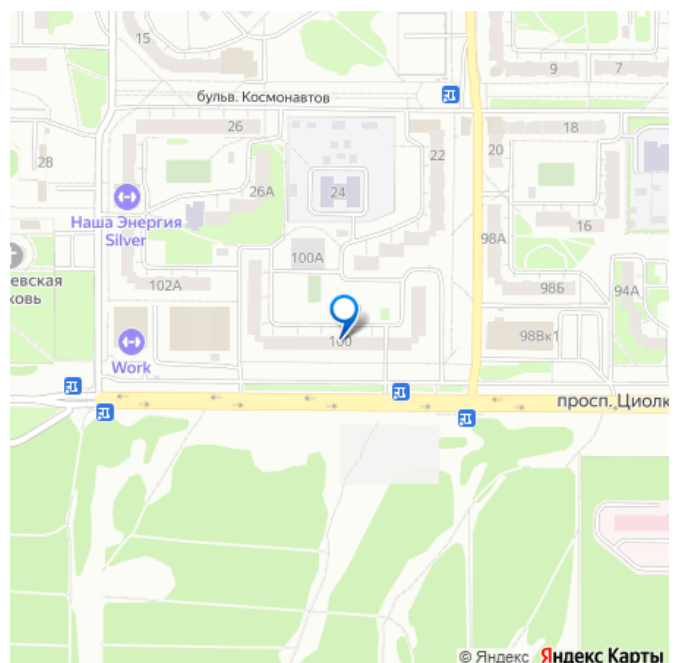 15
9
7
бульв. Космонавтов
26
18
28
22
20
26А
24
Наша Энергия
Silver
16
98А
100А
евская
ковь
102А
98Б
94А
100
98Вк1
Work
просп. Циолк
© Яндекс
Яндекс Карты